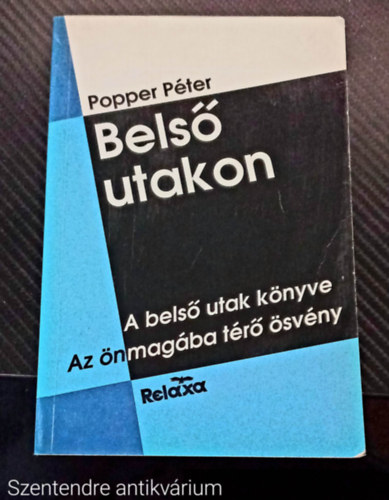 Popper Péter
Belső
utakon
A belső utak könyve
Az önmagába térő ösvény
Relaxa
Szentendre antikvárium